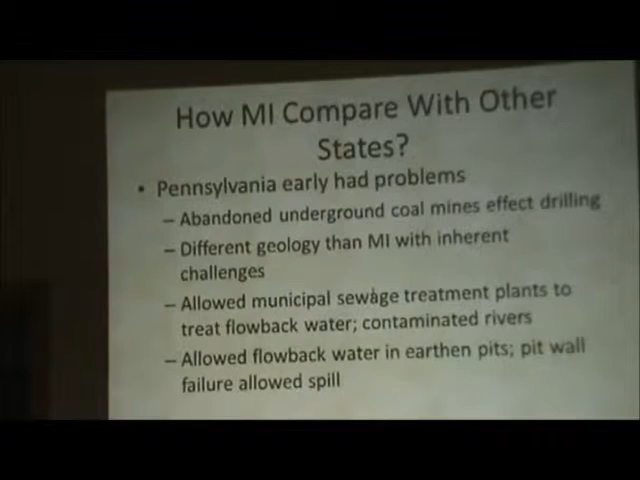 How MI Compare With Other
States?
• Pennsylvania early had problems
– Abandoned underground coal mines effect drilling
– Different geology than MI with inherent
challenges
– Allowed municipal sewage treatment plants to
treat flowback water; contaminated rivers
– Allowed flowback water in earthen pits; pit wall
failure allowed spill